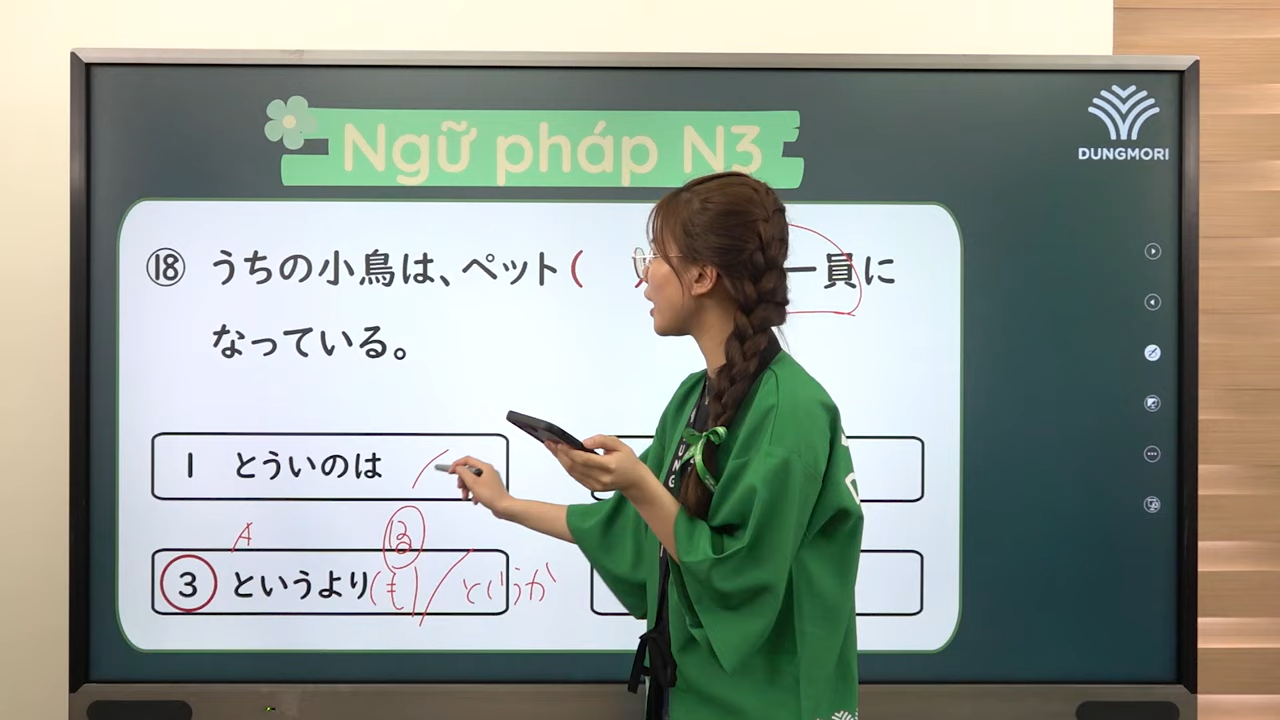 Ngữ pháp N3
DUNGMORI
⑱ うちの小鳥は、ペット( 一員に
なっている。
1 とういのは
A ⓑ
3 というより(も)/というか